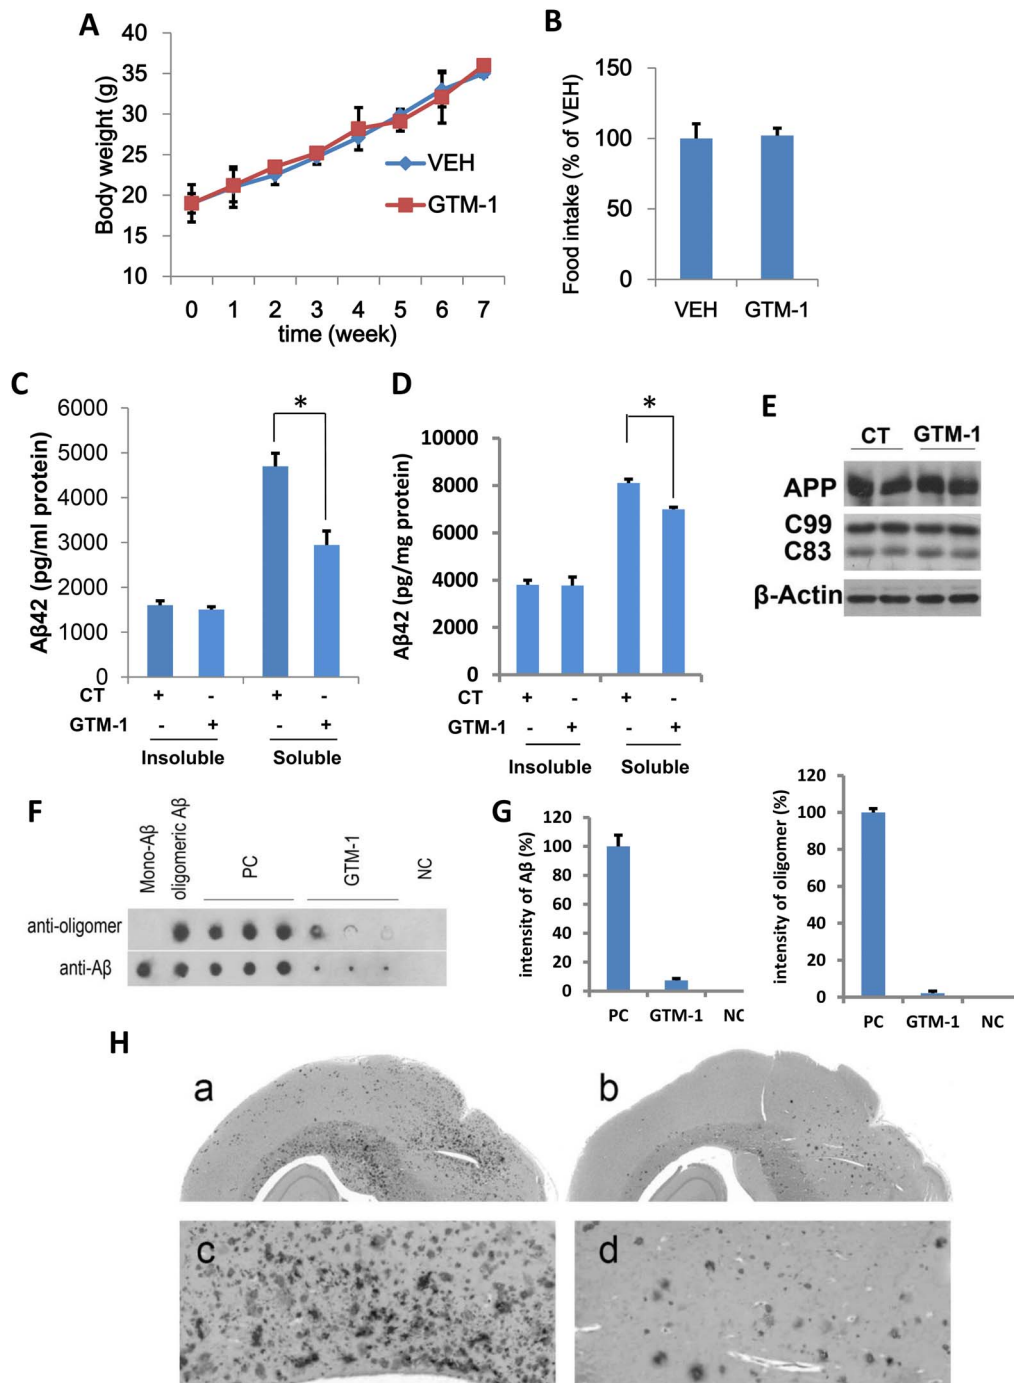 A
Body weight (g)
40
35
30
25
20
15
10
VEH
GTM-1
0 1 2 3 4 5 6 7
time (week)
B
Food intake (% of VEH)
150
100
50
0
VEH GTM-1
C
Aβ42 (pg/ml protein)
6000
5000
4000
3000
2000
1000
0
*
CT + - + -
GTM-1 - + - +
Insoluble Soluble
D
Aβ42 (pg/mg protein)
10000
8000
6000
4000
2000
0
*
CT + - + -
GTM-1 - + - +
Insoluble Soluble
E
CT GTM-1
APP
C99
C83
β-Actin
F
Mono-Aβ
oligomeric Aβ
PC
GTM-1
NC
anti-oligomer
anti-Aβ
G
intensity of Aβ (%)
120
100
80
60
40
20
0
PC GTM-1 NC
intensity of oligomer (%)
120
100
80
60
40
20
0
PC GTM-1 NC
H
a
b
c
d